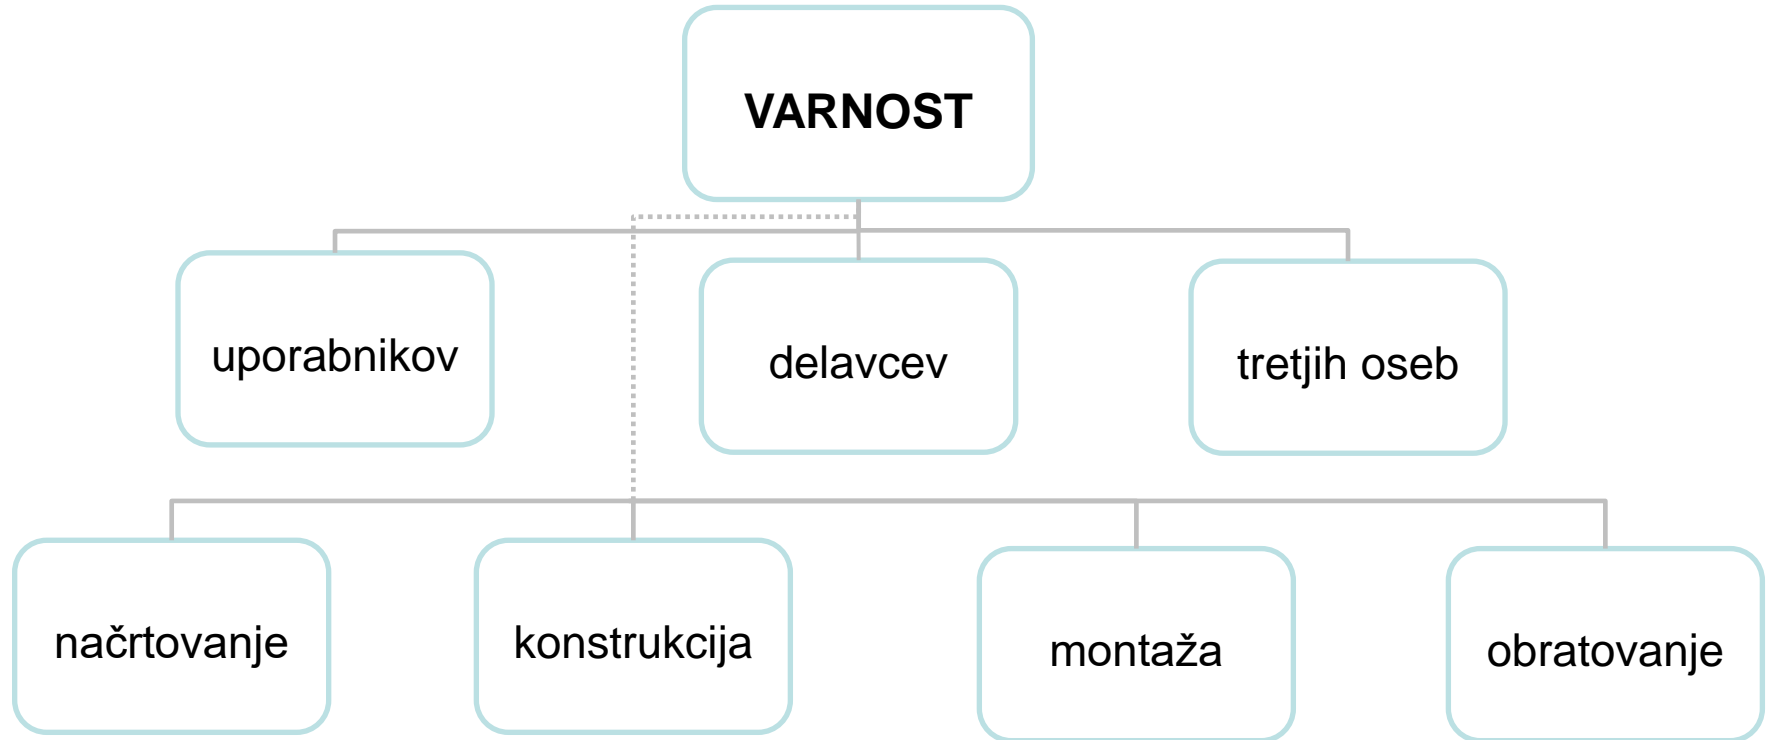 VARNOST
uporabnikov
delavcev
tretjih oseb
načrtovanje
konstrukcija
montaža
obratovanje